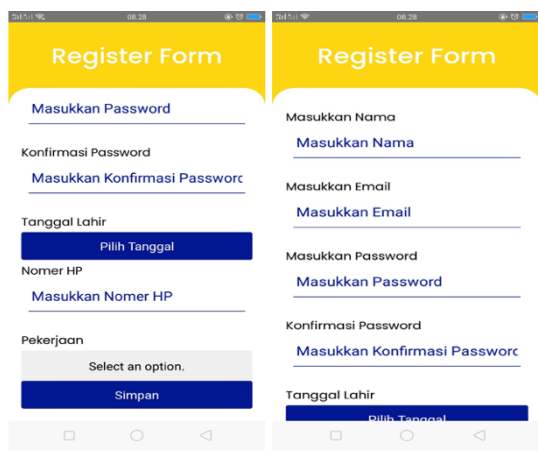 08.28
Register Form
Masukkan Password
Konfirmasi Password
Masukkan Konfirmasi Passworc
Tanggal Lahir
Pilih Tanggal
Nomer HP
Masukkan Nomer HP
Pekerjaan
Select an option.
Simpan
08.28
Register Form
Masukkan Nama
Masukkan Nama
Masukkan Email
Masukkan Email
Masukkan Password
Masukkan Password
Konfirmasi Password
Masukkan Konfirmasi Passworc
Tanggal Lahir
Pilih Tanggal